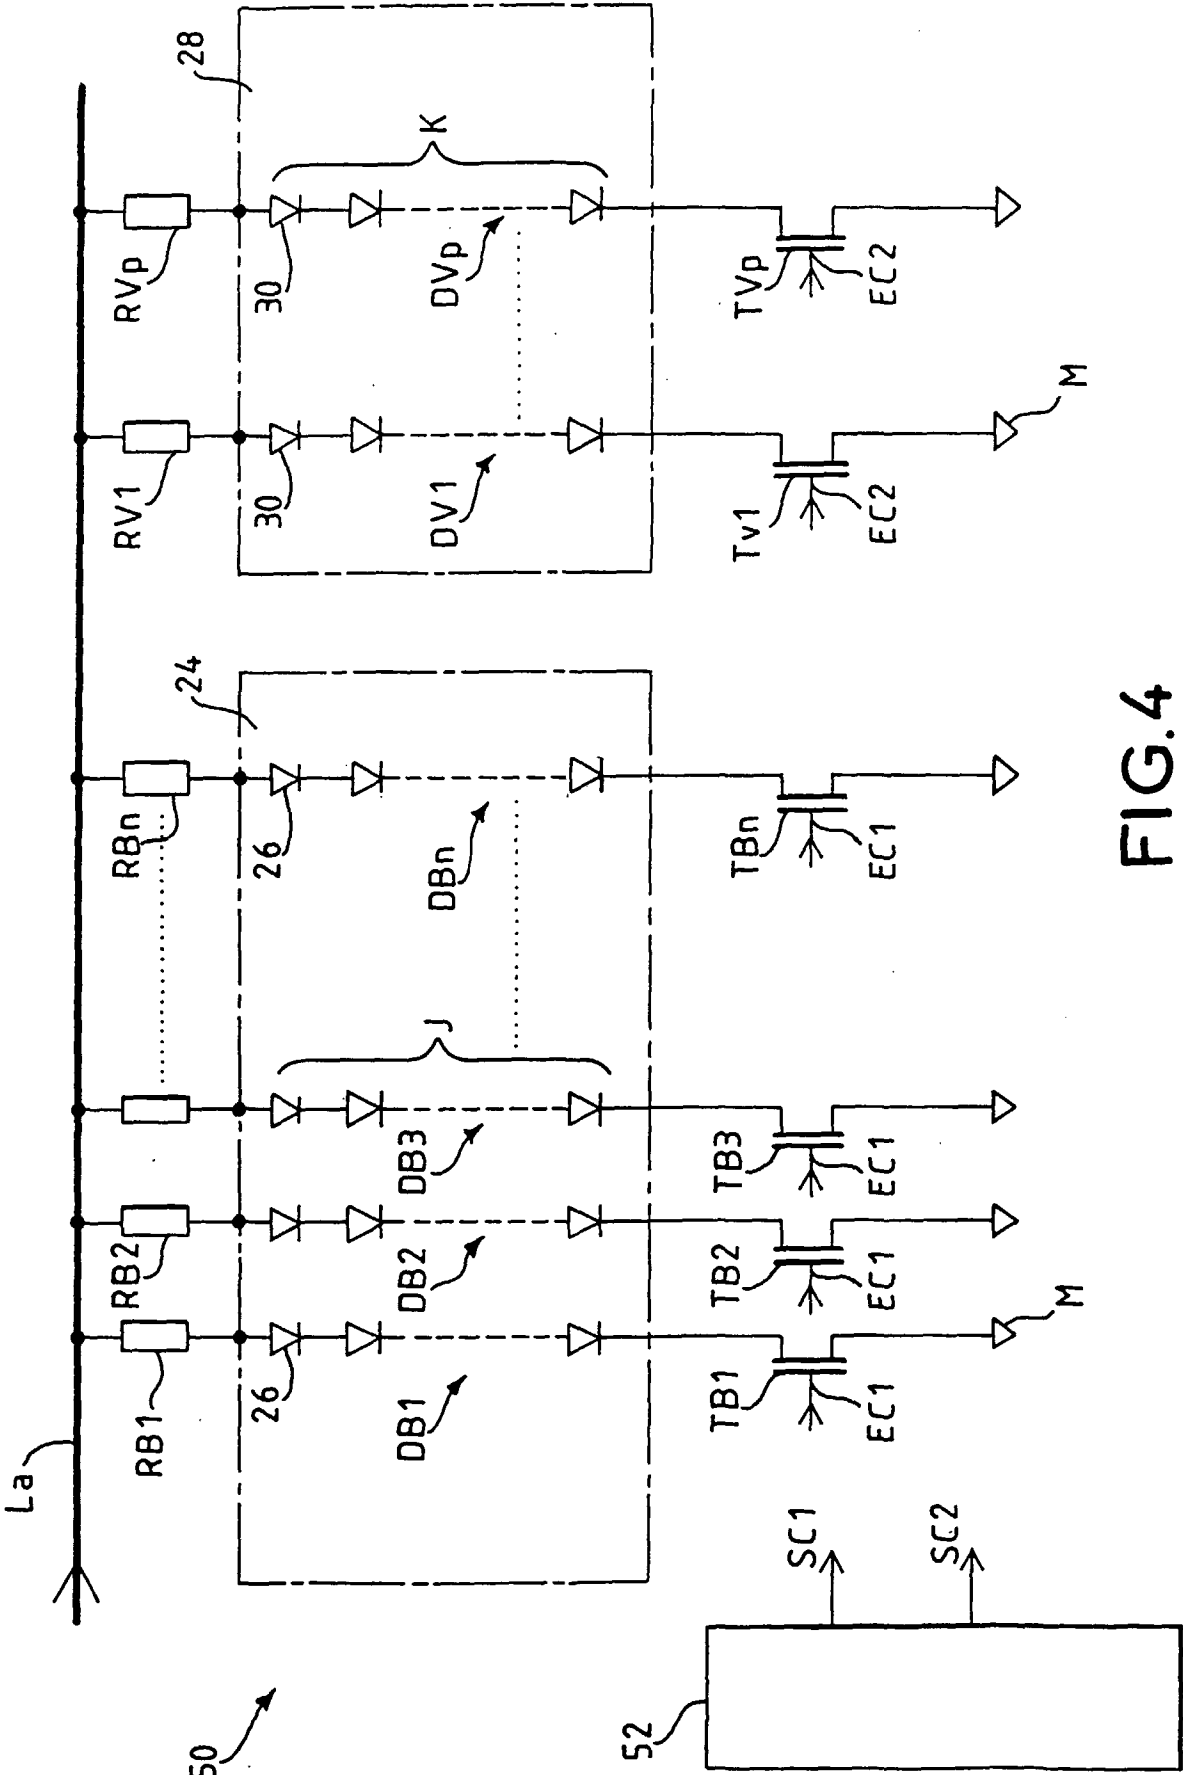 La
RB1
RB2
RBn
RV1
RVp
26
26
24
30
30
28
DB1
DB2
DB3
J
DBn
DV1
DVp
K
TB1
TB2
TB3
TBn
Tv1
TVp
EC1
EC1
EC1
EC1
EC2
EC2
M
M
52
SC1
SC2
FIG.4